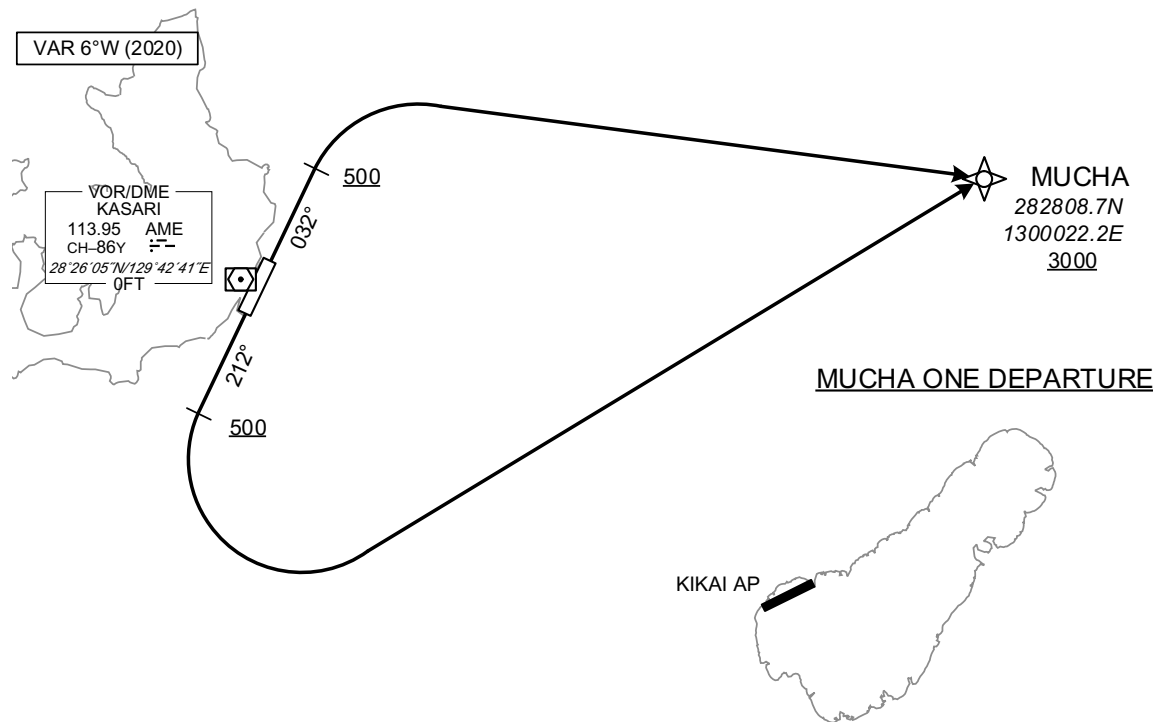 VAR 6°W (2020)
VOR/DME
KASARI
113.95 AME
CH–86Y
28°26′05″N/129°42′41″E
0FT
500
032°
212°
500
MUCHA
282808.7N
1300022.2E
3000
MUCHA ONE DEPARTURE
KIKAI AP